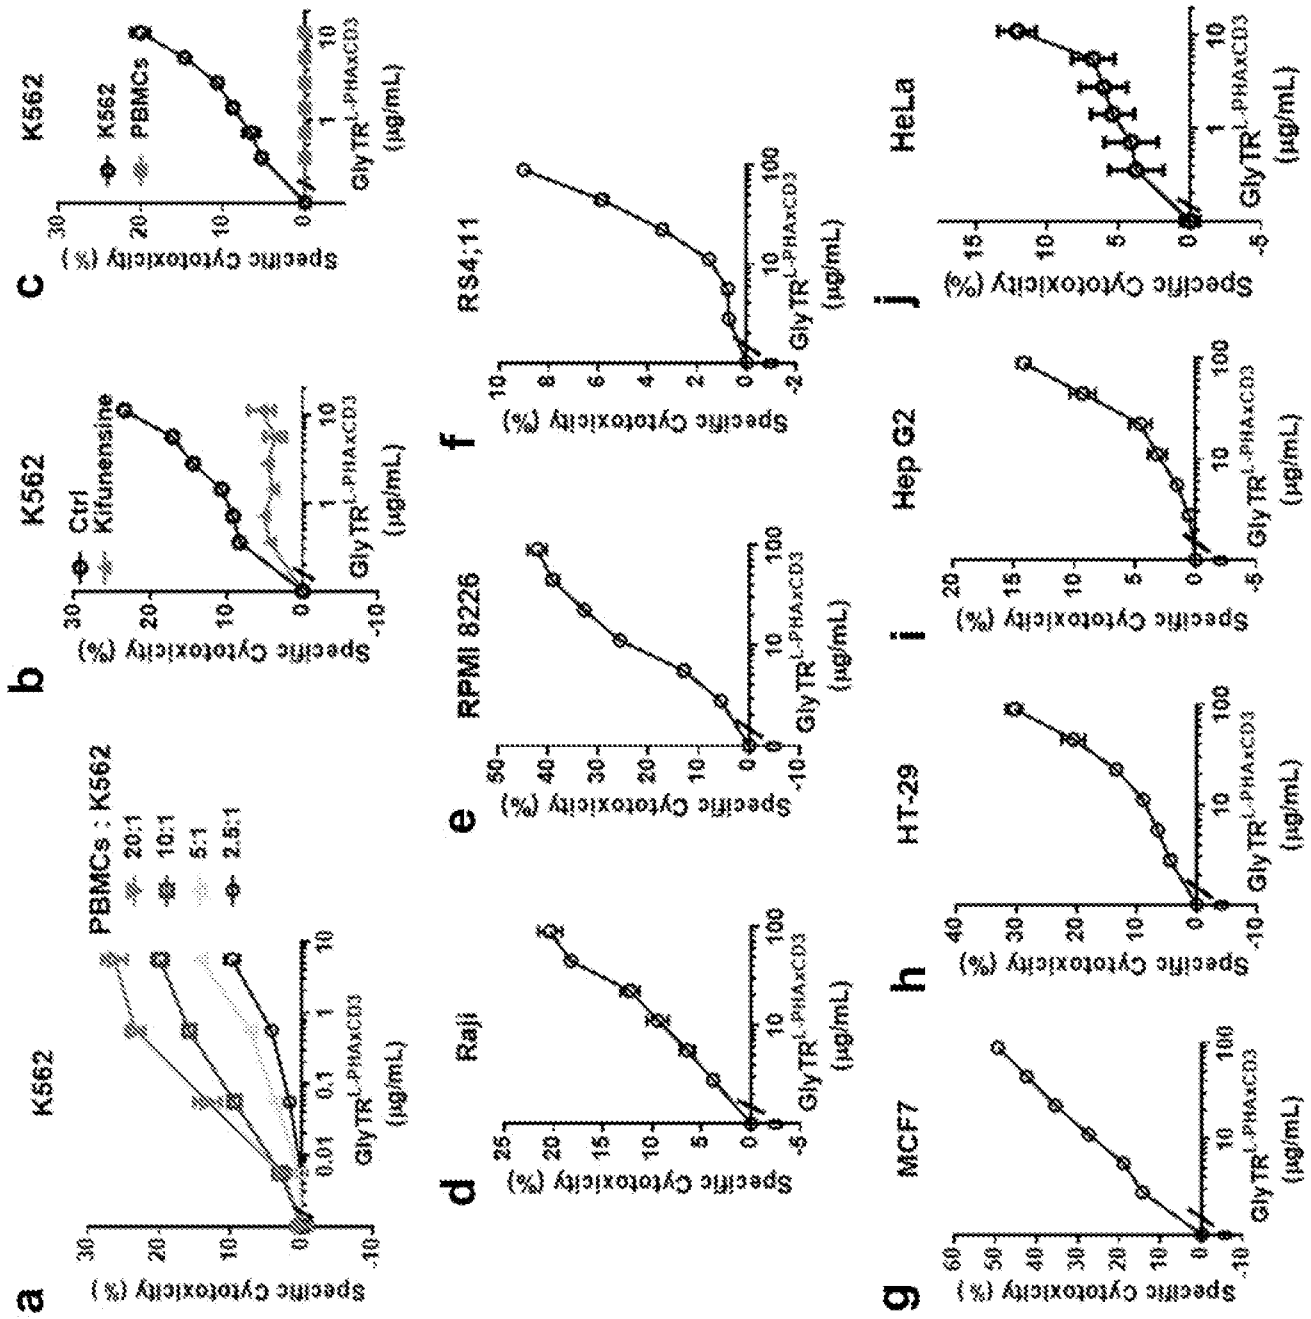 a
K562
PBMCs : K562
20:1
10:1
5:1
2.5:1
Specific Cytotoxicity (%)
30
20
10
0
-10
0.01
0.1
1
10
GlyTR^L-PHAxCD3
(µg/mL)
b
K562
Ctrl
Kifunensine
Specific Cytotoxicity (%)
30
20
10
0
-10
1
10
GlyTR^L-PHAxCD3
(µg/mL)
c
K562
K562
PBMCs
Specific Cytotoxicity (%)
30
20
10
0
1
10
GlyTR^L-PHAxCD3
(µg/mL)
d
Raji
Specific Cytotoxicity (%)
25
20
15
10
5
0
-5
10
100
GlyTR^L-PHAxCD3
(µg/mL)
e
RPMI 8226
Specific Cytotoxicity (%)
50
40
30
20
10
0
-10
10
100
GlyTR^L-PHAxCD3
(µg/mL)
f
RS4;11
Specific Cytotoxicity (%)
10
8
6
4
2
0
-2
10
100
GlyTR^L-PHAxCD3
(µg/mL)
g
MCF7
Specific Cytotoxicity (%)
60
50
40
30
20
10
0
-10
10
100
GlyTR^L-PHAxCD3
(µg/mL)
h
HT-29
Specific Cytotoxicity (%)
40
30
20
10
0
-10
10
100
GlyTR^L-PHAxCD3
(µg/mL)
i
Hep G2
Specific Cytotoxicity (%)
20
15
10
5
0
-5
10
100
GlyTR^L-PHAxCD3
(µg/mL)
j
HeLa
Specific Cytotoxicity (%)
15
10
5
0
-5
1
10
GlyTR^L-PHAxCD3
(µg/mL)